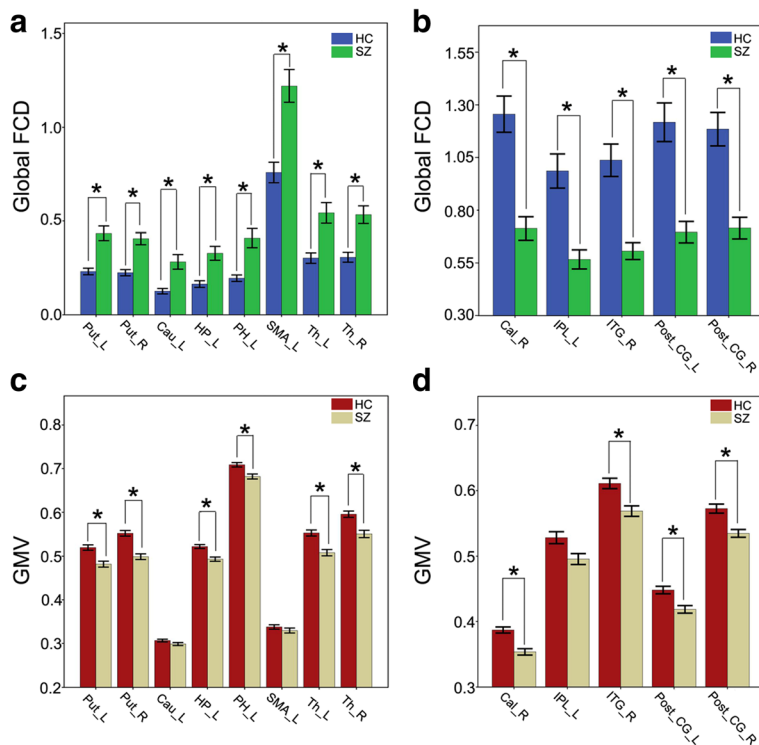 a
1.5
1.0
0.5
0.0
Global FCD
HC
SZ
*
*
*
*
*
*
*
*
Put_L
Put_R
Cau_L
HP_L
PH_L
SMA_L
Th_L
Th_R
b
1.55
1.30
1.05
0.80
0.55
0.30
Global FCD
HC
SZ
*
*
*
*
*
Cal_R
IPL_L
ITG_R
Post_CG_L
Post_CG_R
c
0.8
0.7
0.6
0.5
0.4
0.3
0.2
GMV
HC
SZ
*
*
*
*
*
*
Put_L
Put_R
Cau_L
HP_L
PH_L
SMA_L
Th_L
Th_R
d
0.7
0.6
0.5
0.4
0.3
GMV
HC
SZ
*
*
*
*
Cal_R
IPL_L
ITG_R
Post_CG_L
Post_CG_R